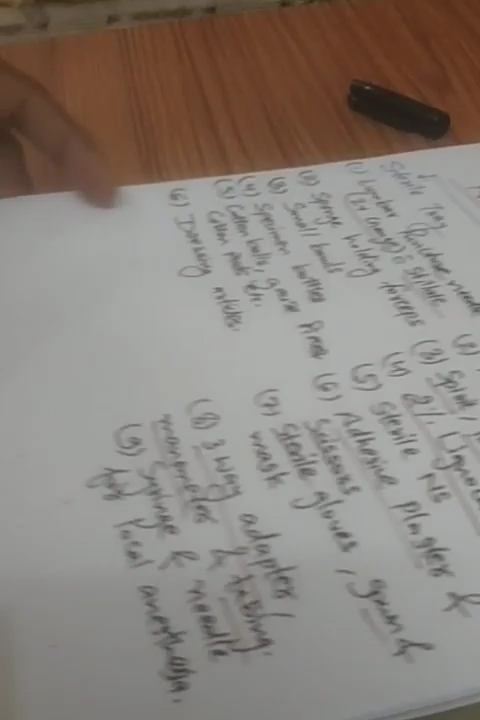 Sterile Tray
(1) Lumbar Puncture needle
(2) Sponge holding forceps
(3) Small bowls
(4) Specimen bottles
(5) Cotton balls, gauze pieces
Cotton pads etc.
(6) Dressing articles.
(3) Spirit,
2% Lignocaine
(4) Sterile NS
(5) Adhesive plaster &
Scissors
(6) Sterile gloves, gown &
mask
(7)
(8) 3 way adapter,
manometer & tubing.
(9) Syringe & needle
for local anesthesia.